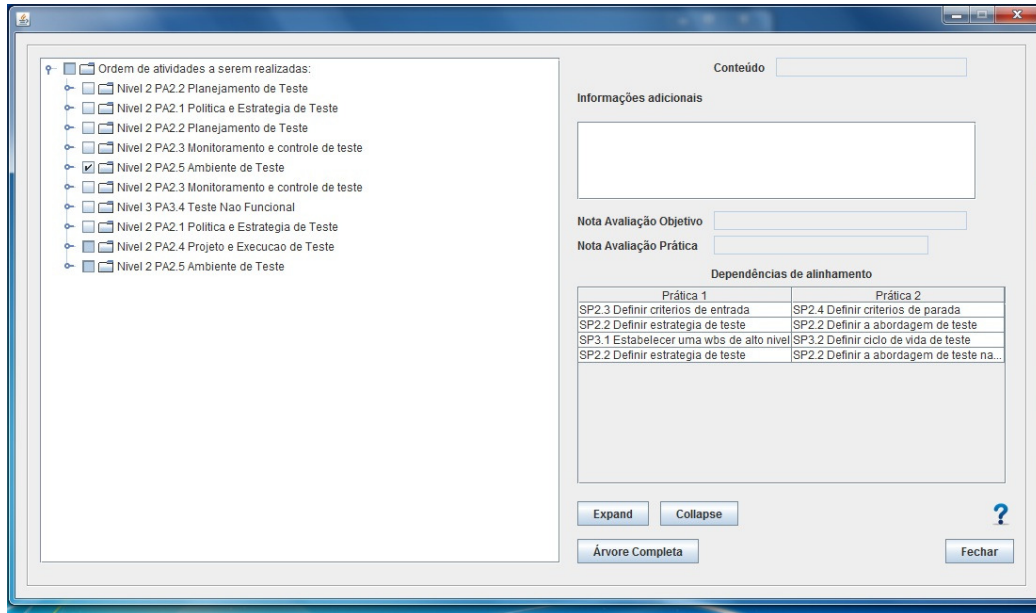 Ordem de atividades a serem realizadas:
Nivel 2 PA2.2 Planejamento de Teste
Nivel 2 PA2.1 Politica e Estrategia de Teste
Nivel 2 PA2.2 Planejamento de Teste
Nivel 2 PA2.3 Monitoramento e controle de teste
Nivel 2 PA2.5 Ambiente de Teste
Nivel 2 PA2.3 Monitoramento e controle de teste
Nivel 3 PA3.4 Teste Nao Funcional
Nivel 2 PA2.1 Politica e Estrategia de Teste
Nivel 2 PA2.4 Projeto e Execucao de Teste
Nivel 2 PA2.5 Ambiente de Teste
Conteúdo
Informações adicionais
Nota Avaliação Objetivo
Nota Avaliação Prática
Dependências de alinhamento
Prática 1 Prática 2
SP2.3 Definir criterios de entrada SP2.4 Definir criterios de parada
SP2.2 Definir estrategia de teste SP2.2 Definir a abordagem de teste
SP3.1 Estabelecer uma wbs de alto nivel SP3.2 Definir ciclo de vida de teste
SP2.2 Definir estrategia de teste SP2.2 Definir a abordagem de teste na...
Expand Collapse
?
Árvore Completa Fechar